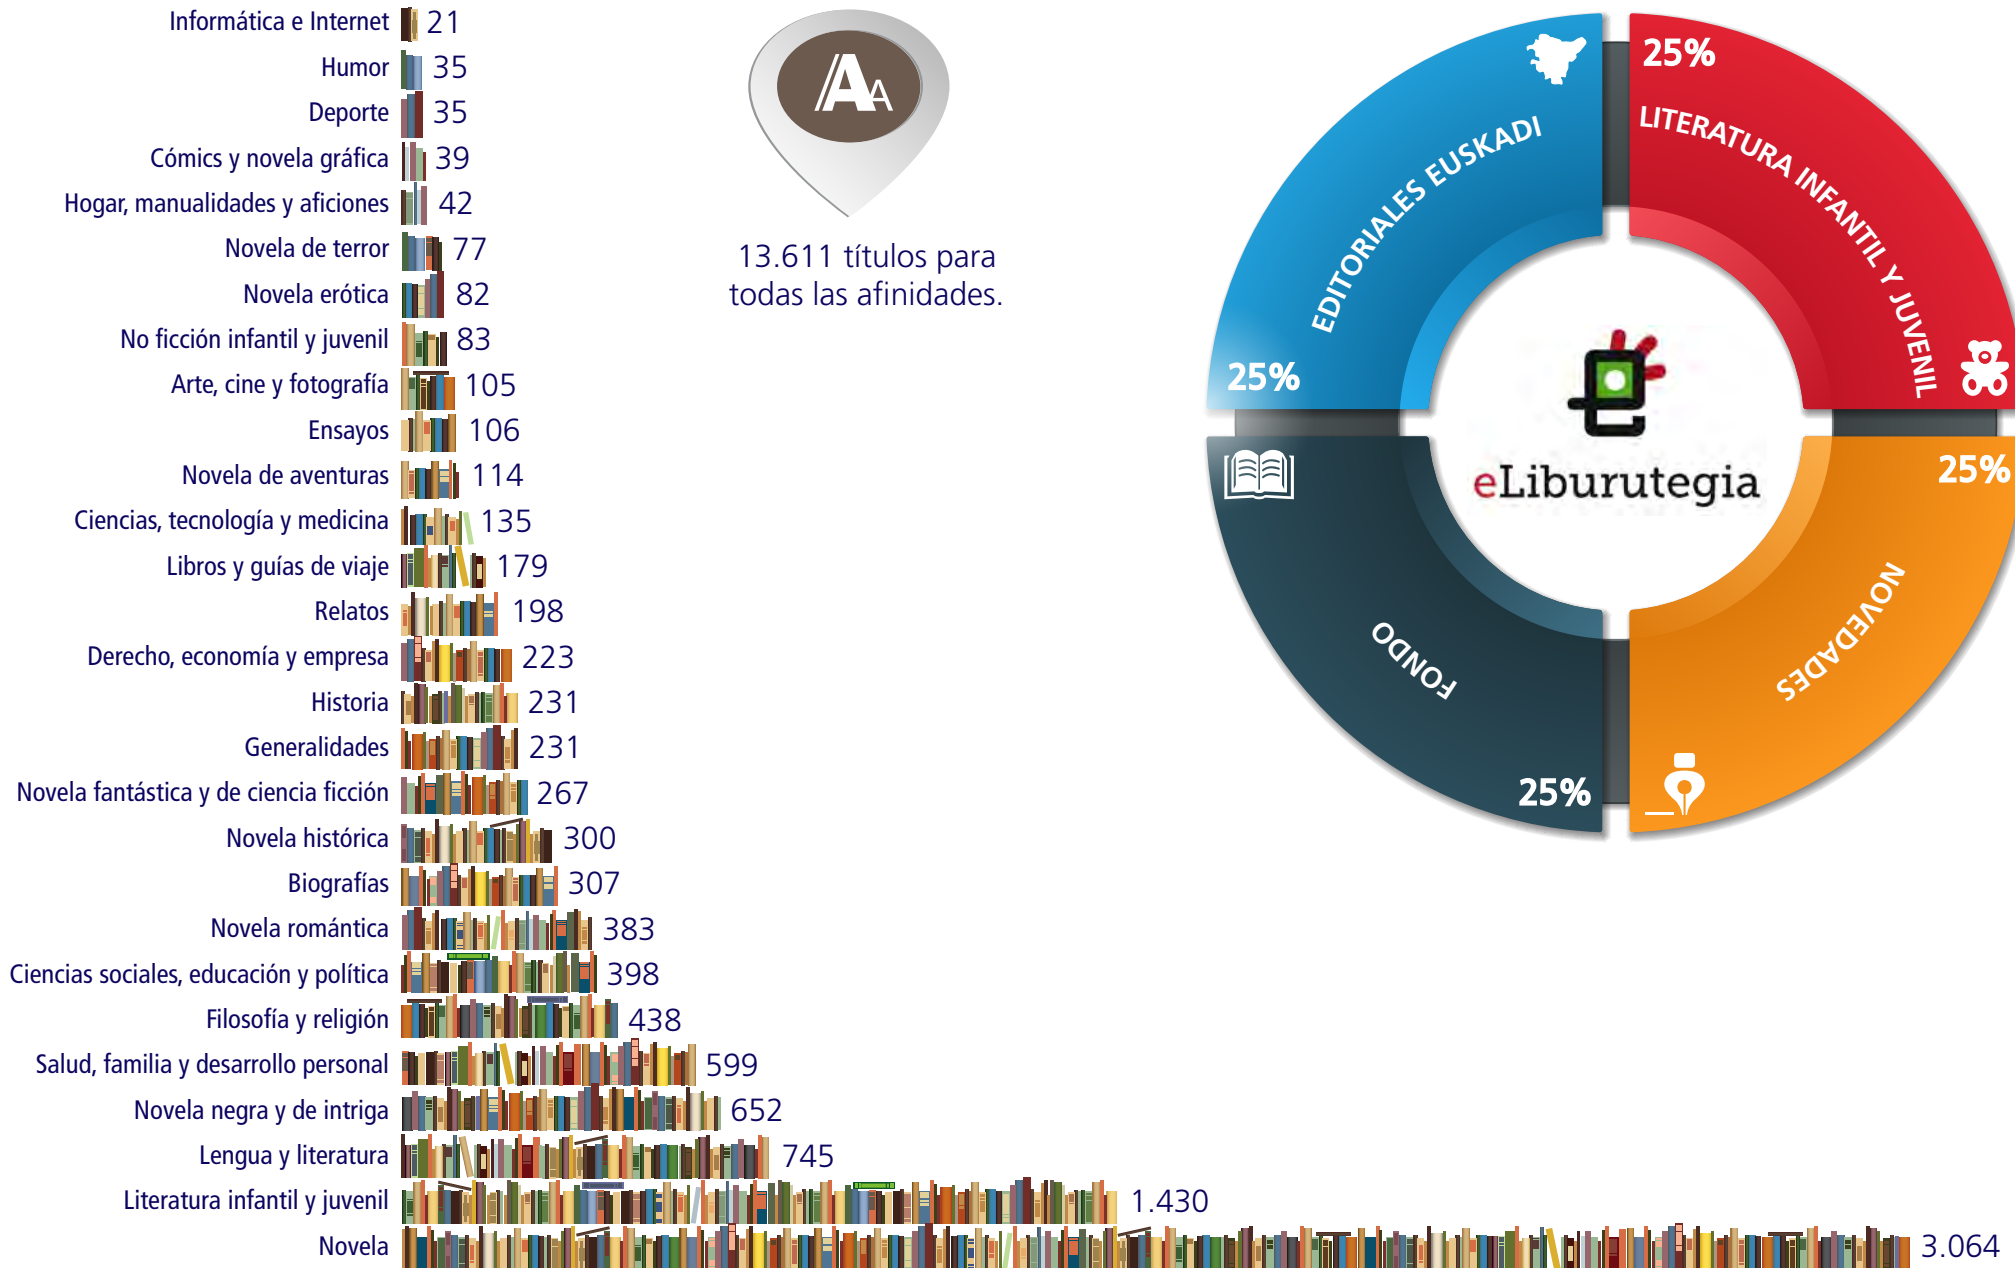 Informática e Internet 21
Humor 35
Deporte 35
Cómics y novela gráfica 39
Hogar, manualidades y aficiones 42
Novela de terror 77
Novela erótica 82
No ficción infantil y juvenil 83
Arte, cine y fotografía 105
Ensayos 106
Novela de aventuras 114
Ciencias, tecnología y medicina 135
Libros y guías de viaje 179
Relatos 198
Derecho, economía y empresa 223
Historia 231
Generalidades 231
Novela fantástica y de ciencia ficción 267
Novela histórica 300
Biografías 307
Novela romántica 383
Ciencias sociales, educación y política 398
Filosofía y religión 438
Salud, familia y desarrollo personal 599
Novela negra y de intriga 652
Lengua y literatura 745
Literatura infantil y juvenil 1.430
Novela 3.064
AA
13.611 títulos para
todas las afinidades.
EDITORIALES EUSKADI
25%
25%
LITERATURA INFANTIL Y JUVENIL
eLiburutegia
FONDO
25%
25%
NOVEDADES